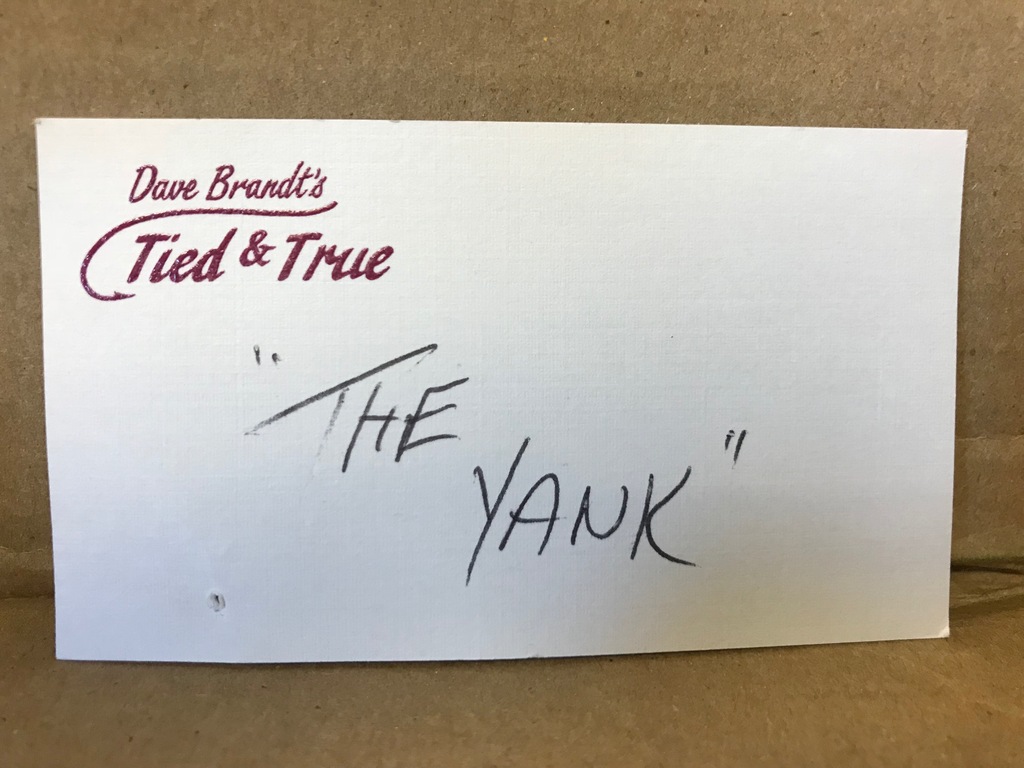 Dave Brandt's
Tied & True
"THE
YANK"